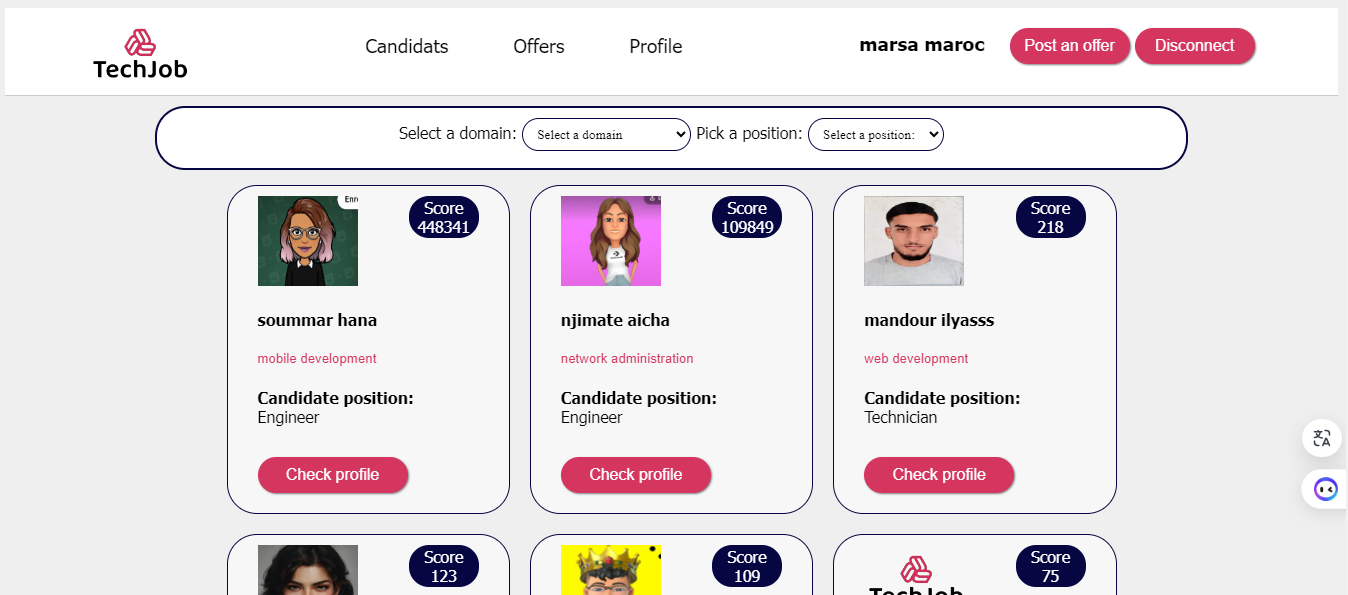 TechJob
Candidats Offers Profile
marsa maroc
Post an offer Disconnect
Select a domain: Select a domain Pick a position: Select a position:
Score
448341
Score
109849
Score
218
soummar hana
njimate aicha
mandour ilyasss
mobile development
network administration
web development
Candidate position:
Engineer
Candidate position:
Engineer
Candidate position:
Technician
Check profile
Check profile
Check profile
Score
123
Score
109
Score
75
TechJob